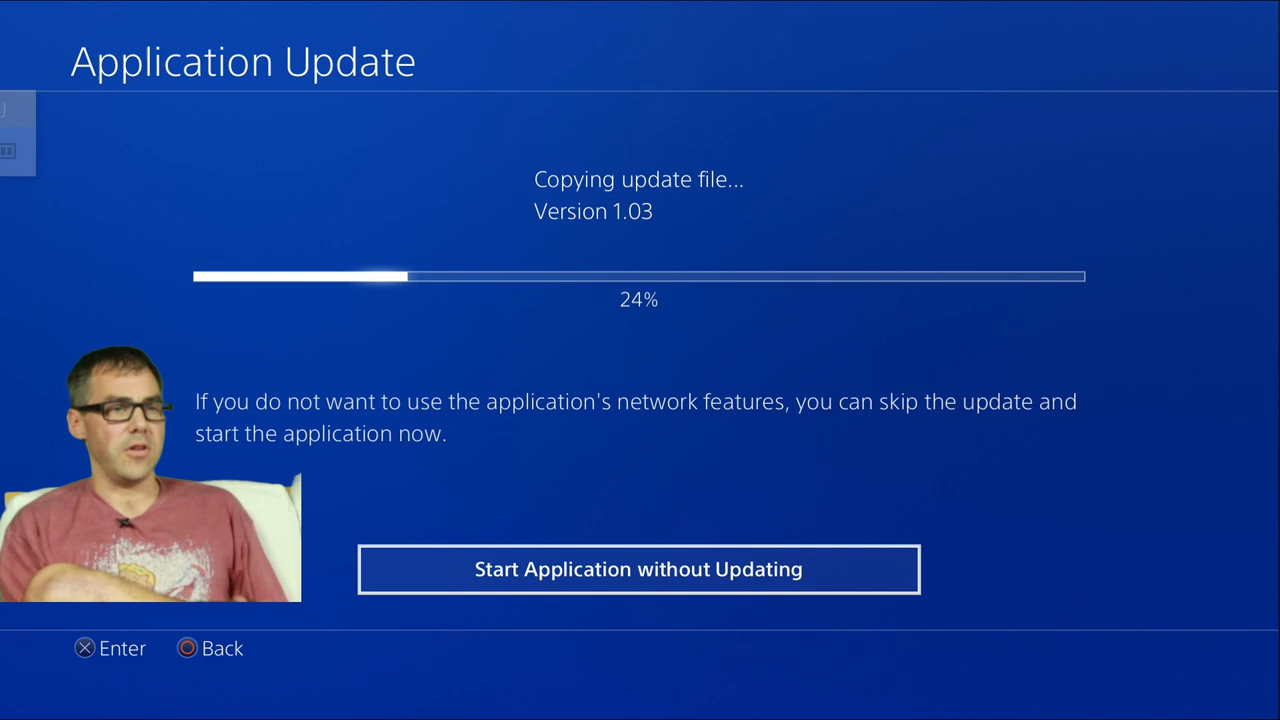 Application Update
J
Copying update file...
Version 1.03
24%
If you do not want to use the application's network features, you can skip the update and
start the application now.
Start Application without Updating
Enter
Back